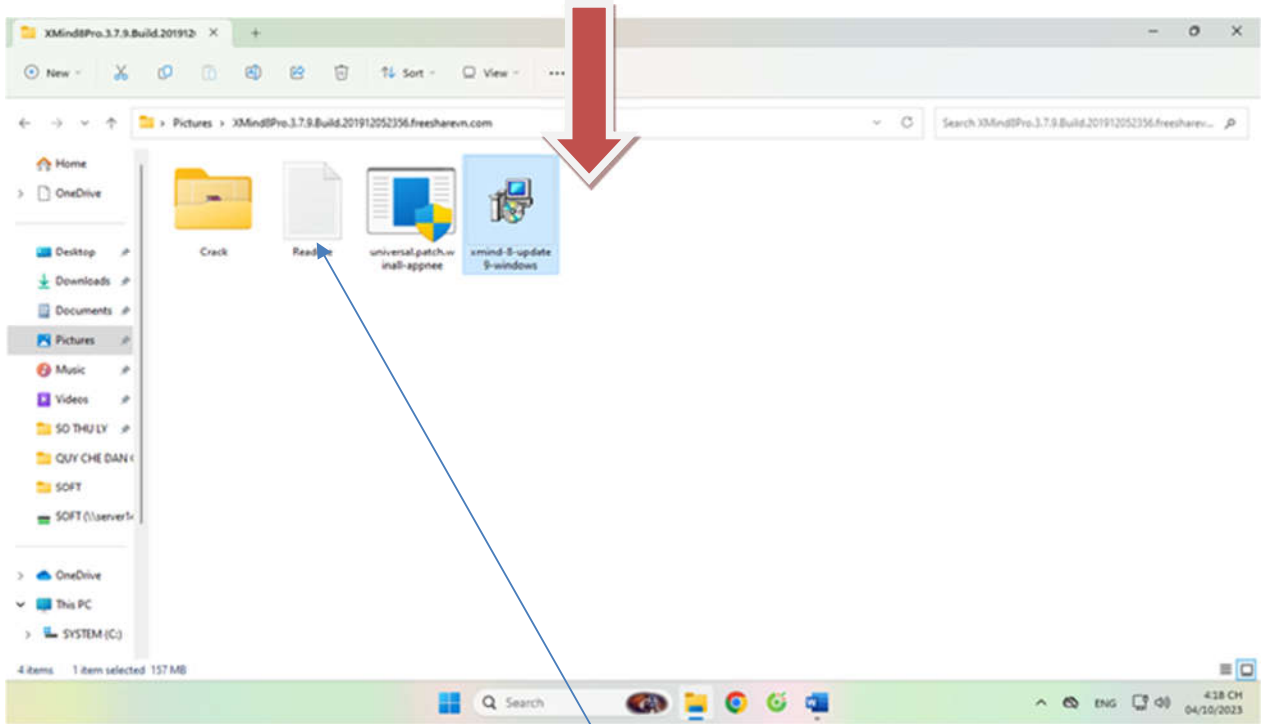 XMind8Pro.3.7.9.Build.201912
New
Sort
View
Pictures > XMind8Pro.3.7.9.Build.201912052356.freesharevn.com
Search XMind8Pro.3.7.9.Build.201912052356.freesharev...
Home
OneDrive
Desktop
Downloads
Documents
Pictures
Music
Videos
SO THU LY
QUY CHE DAN
SOFT
SOFT (\\server1
OneDrive
This PC
SYSTEM (C:)
Crack
universal.patch.w
inall-appnee
xmind-8-update
9-windows
4 items 1 item selected 157 MB
Search
ENG
4:18 CH
04/10/2023